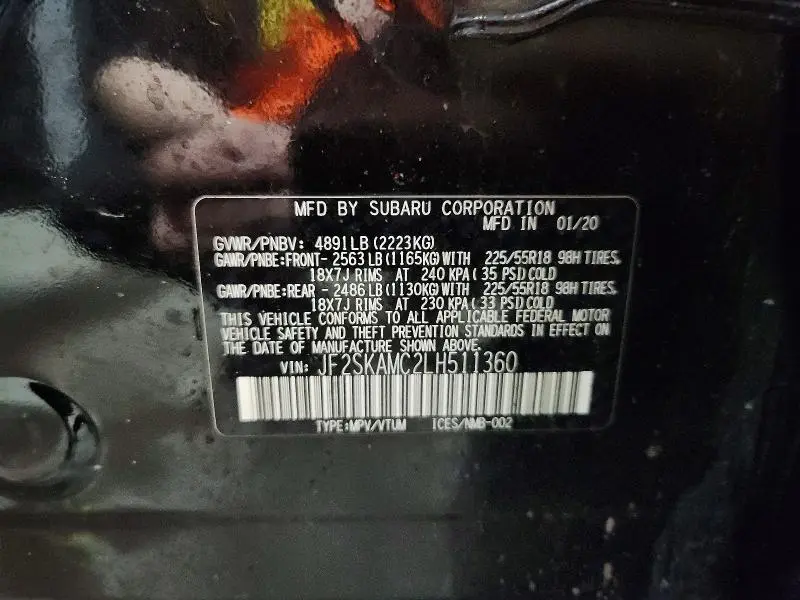 MFD BY SUBARU CORPORATION
MFD IN 01/20
GVWR/PNBV: 4891LB(2223KG)
GAWR/PNBE:FRONT- 2563LB(1165KG)WITH 225/55R18 98H TIRES,
18X7J RIMS AT 240 KPA(35 PSI)COLD
GAWR/PNBE:REAR - 2486LB(1130KG)WITH 225/55R18 98H TIRES,
18X7J RIMS AT 230 KPA(33 PSI)COLD
THIS VEHICLE CONFORMS TO ALL APPLICABLE FEDERAL MOTOR
VEHICLE SAFETY AND THEFT PREVENTION STANDARDS IN EFFECT ON
THE DATE OF MANUFACTURE SHOWN ABOVE.
VIN: JF2SKAMC2LH511360
TYPE:MPV/VTUM ICES/NMB-002